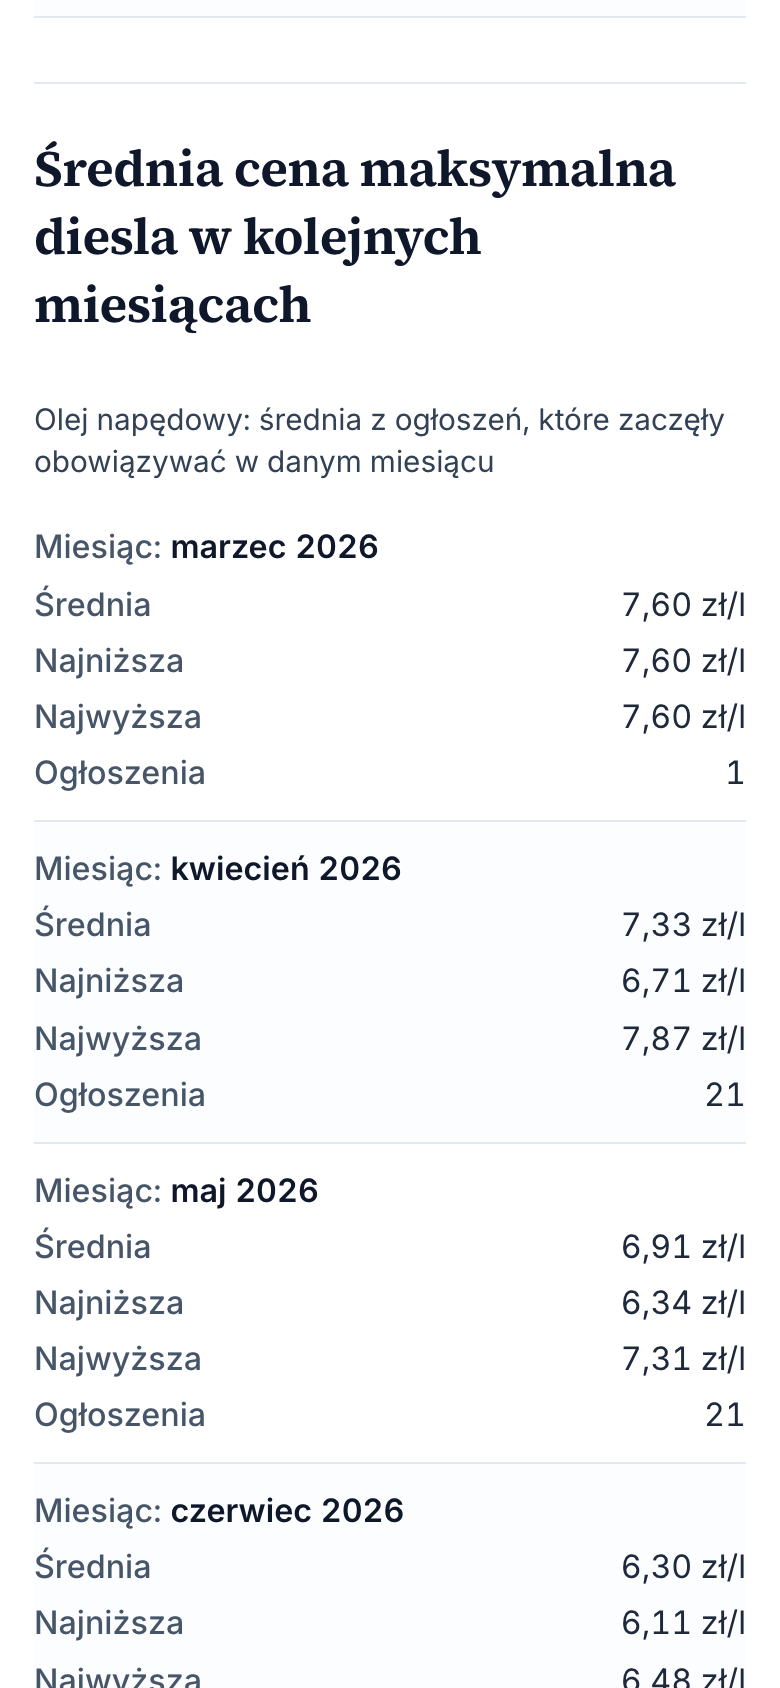 Średnia cena maksymalna
diesla w kolejnych
miesiącach
Olej napędowy: średnia z ogłoszeń, które zaczęły
obowiązywać w danym miesiącu
Miesiąc: marzec 2026
Średnia 7,60 zł/l
Najniższa 7,60 zł/l
Najwyższa 7,60 zł/l
Ogłoszenia 1
Miesiąc: kwiecień 2026
Średnia 7,33 zł/l
Najniższa 6,71 zł/l
Najwyższa 7,87 zł/l
Ogłoszenia 21
Miesiąc: maj 2026
Średnia 6,91 zł/l
Najniższa 6,34 zł/l
Najwyższa 7,31 zł/l
Ogłoszenia 21
Miesiąc: czerwiec 2026
Średnia 6,30 zł/l
Najniższa 6,11 zł/l
Najwyższa 6,48 zł/l